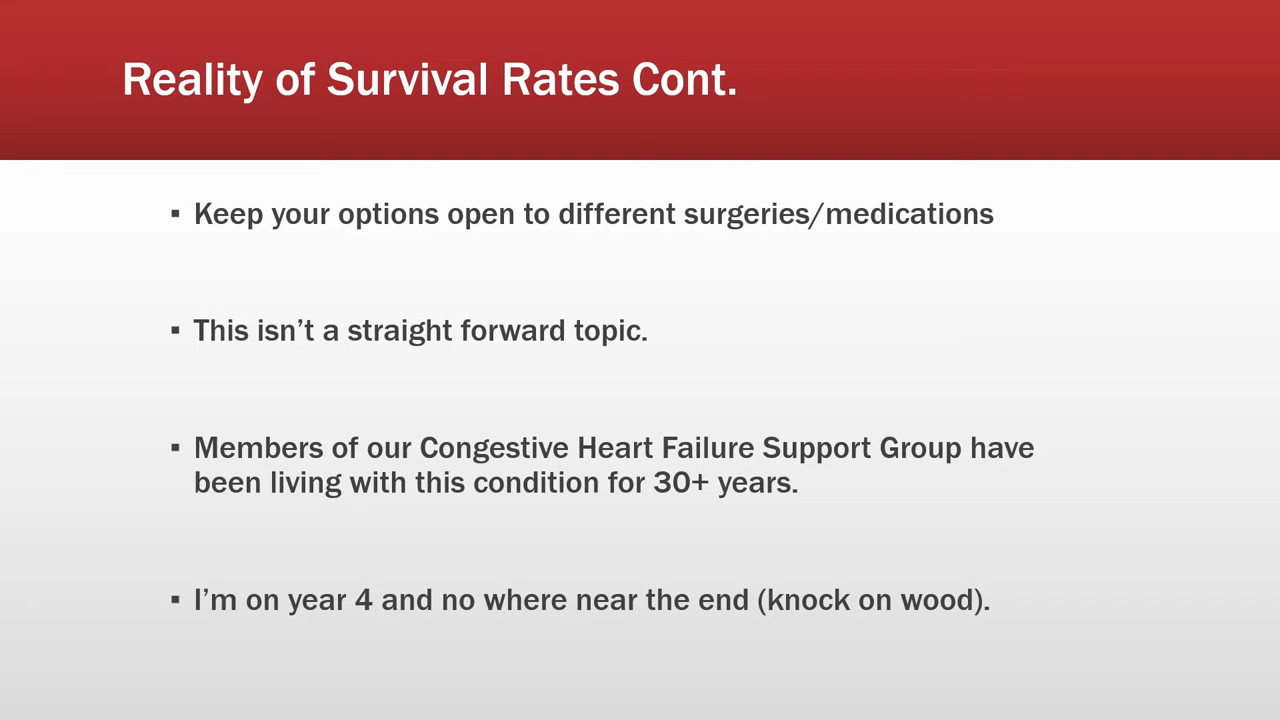 Reality of Survival Rates Cont.
▪ Keep your options open to different surgeries/medications
▪ This isn’t a straight forward topic.
▪ Members of our Congestive Heart Failure Support Group have
been living with this condition for 30+ years.
▪ I’m on year 4 and no where near the end (knock on wood).